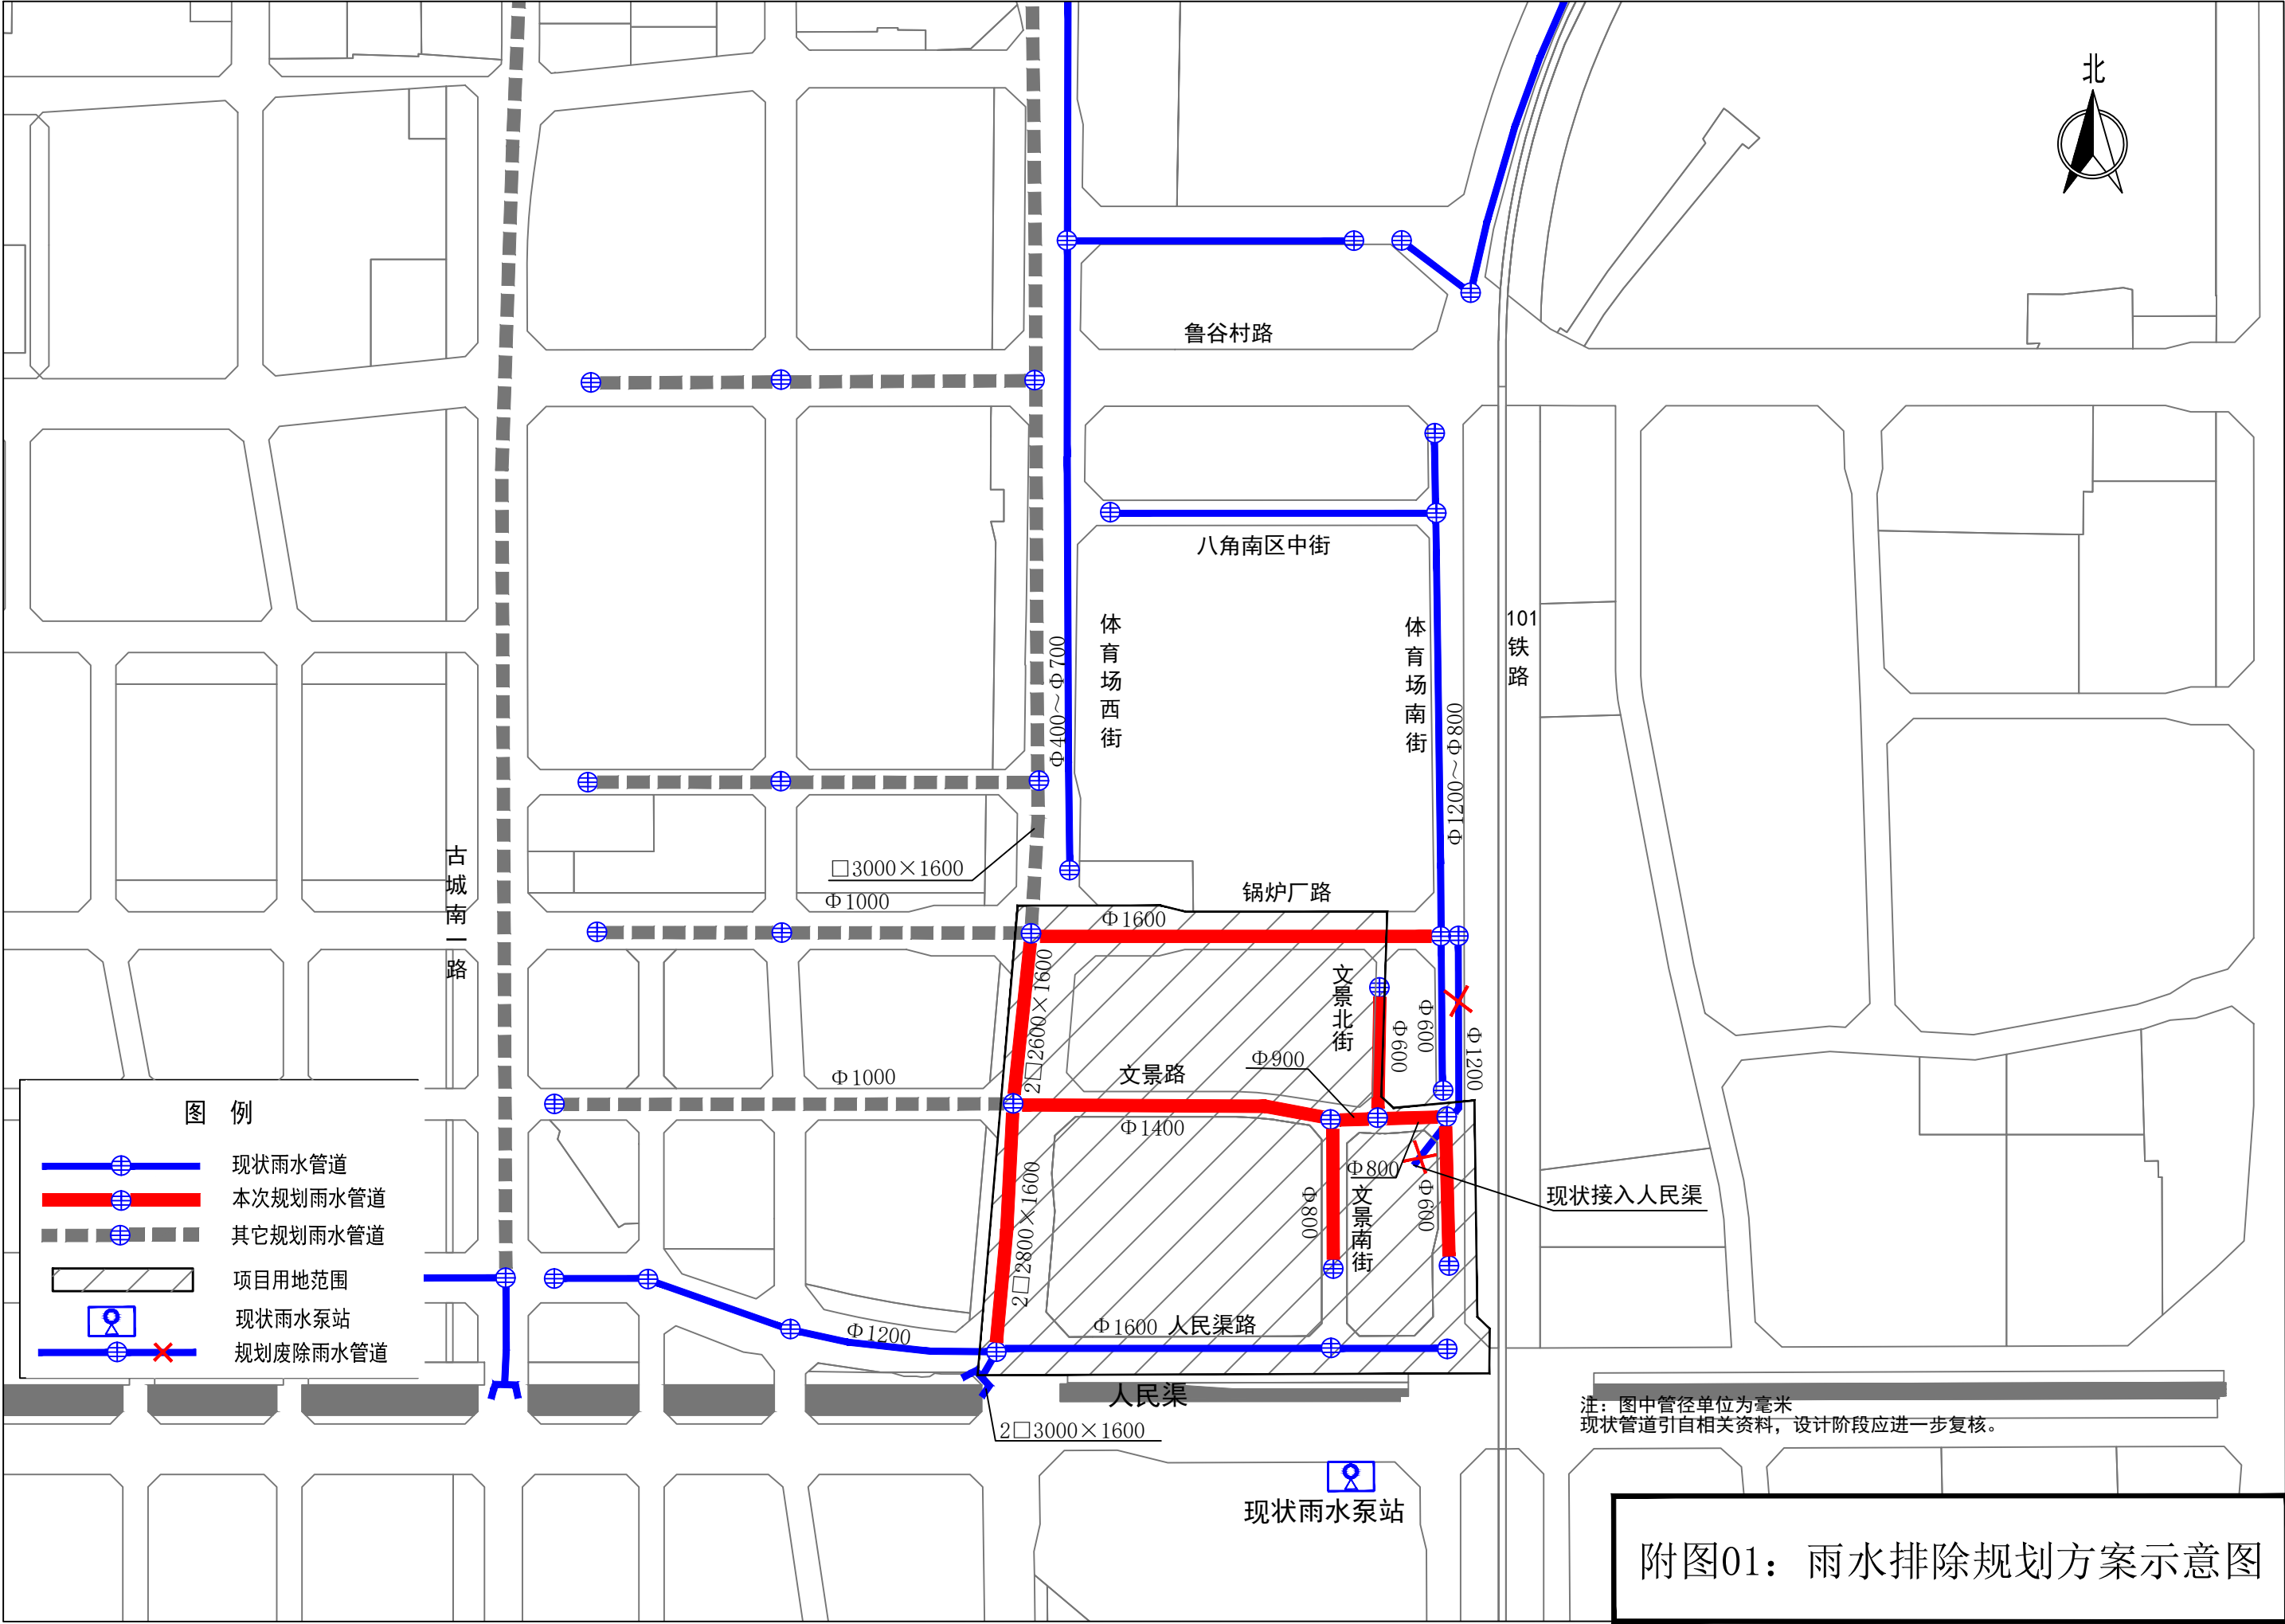 北
鲁谷村路
八角南区中街
体育场西街
体育场南街
101铁路
Φ400～Φ700
Φ1200～Φ800
古城南一路
□3000×1600
Φ1000
锅炉厂路
Φ1600
2□2600×1600
文景北街
Φ600
Φ600
Φ1200
Φ900
文景路
Φ1000
Φ1400
Φ800
文景南街
Φ800
Φ600
现状接入人民渠
2□2800×1600
Φ1200
Φ1600
人民渠路
人民渠
2□3000×1600
现状雨水泵站
图 例
现状雨水管道
本次规划雨水管道
其它规划雨水管道
项目用地范围
现状雨水泵站
规划废除雨水管道
注：图中管径单位为毫米
现状管道引自相关资料，设计阶段应进一步复核。
附图01：雨水排除规划方案示意图